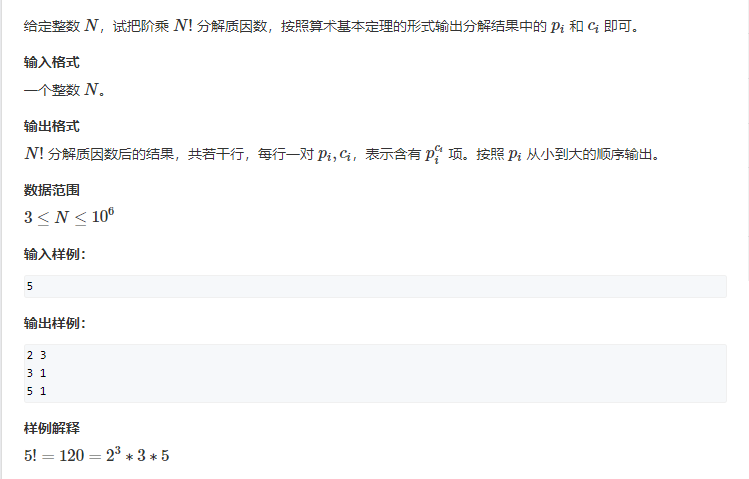 给定整数 N，试把阶乘 N! 分解质因数，按照算术基本定理的形式输出分解结果中的 p_i 和 c_i 即可。
输入格式
一个整数 N。
输出格式
N! 分解质因数后的结果，共若干行，每行一对 p_i, c_i，表示含有 p_i^{c_i} 项。按照 p_i 从小到大的顺序输出。
数据范围
3 ≤ N ≤ 10^6
输入样例：
5
输出样例：
2 3
3 1
5 1
样例解释
5! = 120 = 2^3 * 3 * 5